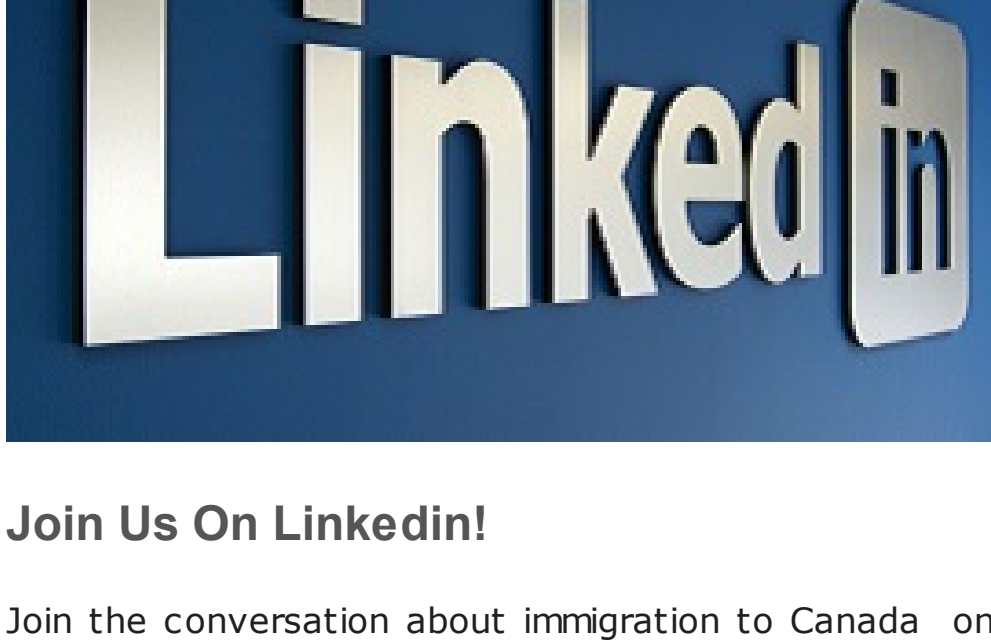 Linked in
Join Us On Linkedin!
Join the conversation about immigration to Canada on